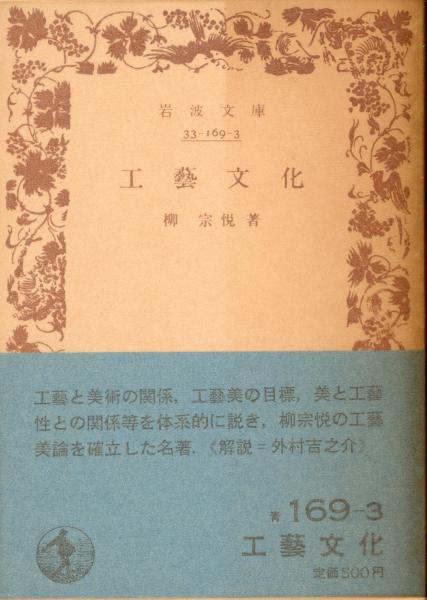 岩波文庫
33-169-3
工藝文化
柳宗悦著
工藝と美術の関係，工藝美の目標，美と工藝
性との関係等を体系的に説き，柳宗悦の工藝
美論を確立した名著．《解説＝外村吉之介》
青 169-3
工藝文化
定価500円